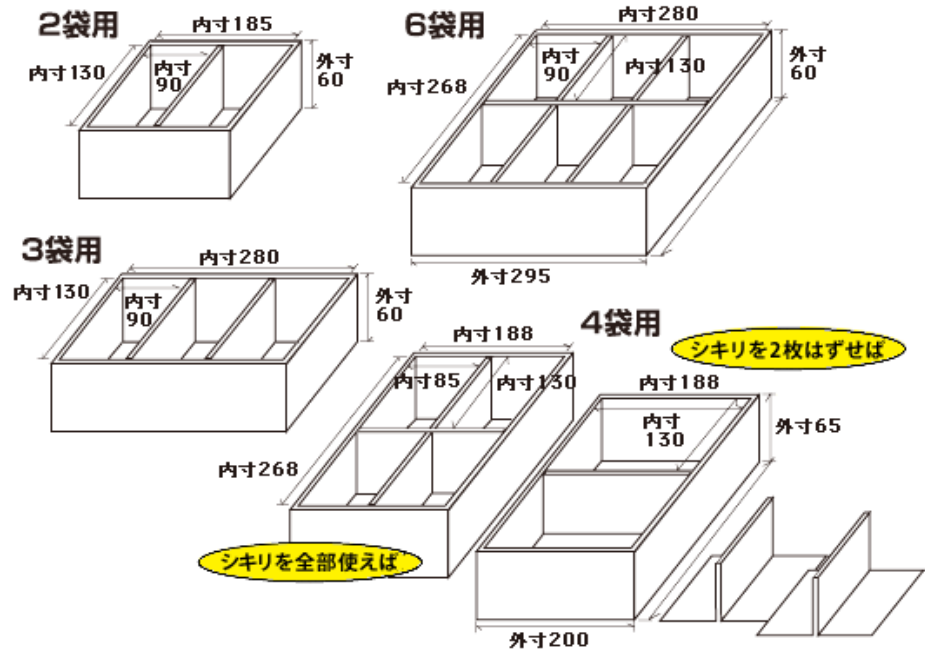 2袋用
内寸185
内寸130
内寸
90
外寸
60
6袋用
内寸280
内寸
90
内寸130
内寸268
外寸
60
外寸295
3袋用
内寸280
内寸130
内寸
90
外寸
60
4袋用
シキリを2枚はずせば
内寸188
内寸85
内寸130
内寸268
シキリを全部使えば
内寸188
内寸
130
外寸65
外寸200